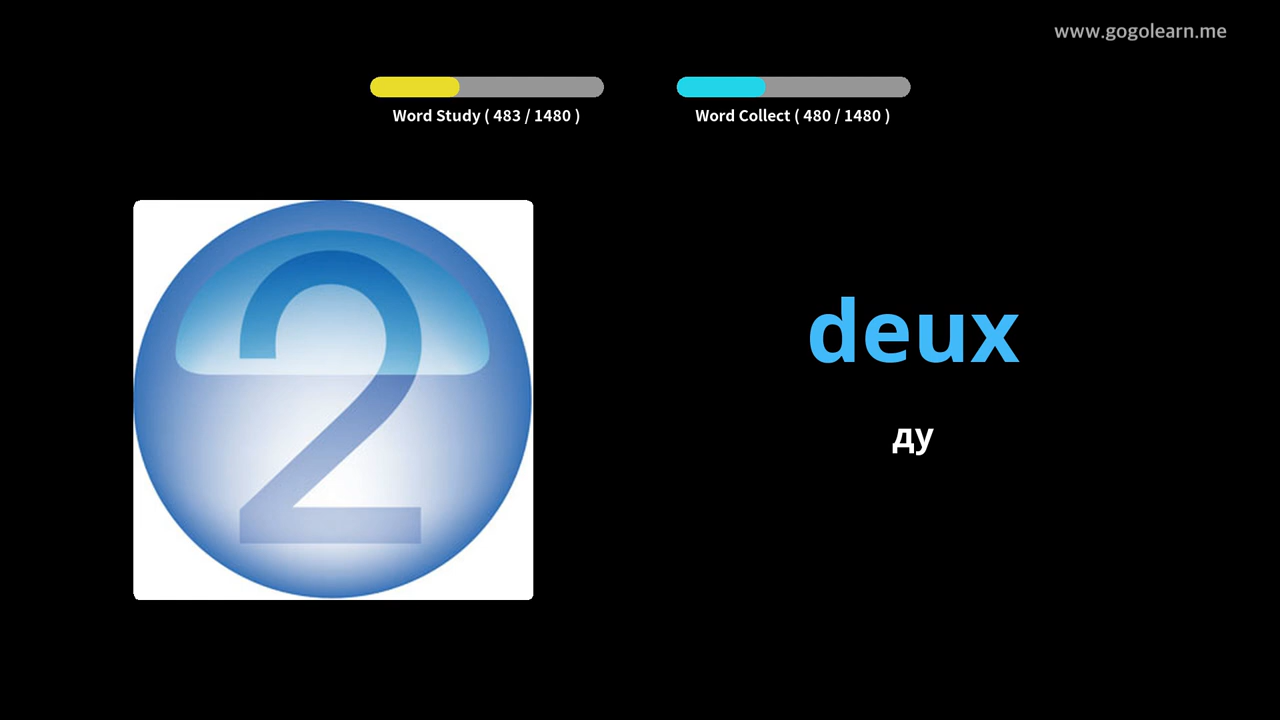 www.gogolearn.me
Word Study ( 483 / 1480 )
Word Collect ( 480 / 1480 )
2
deux
ду